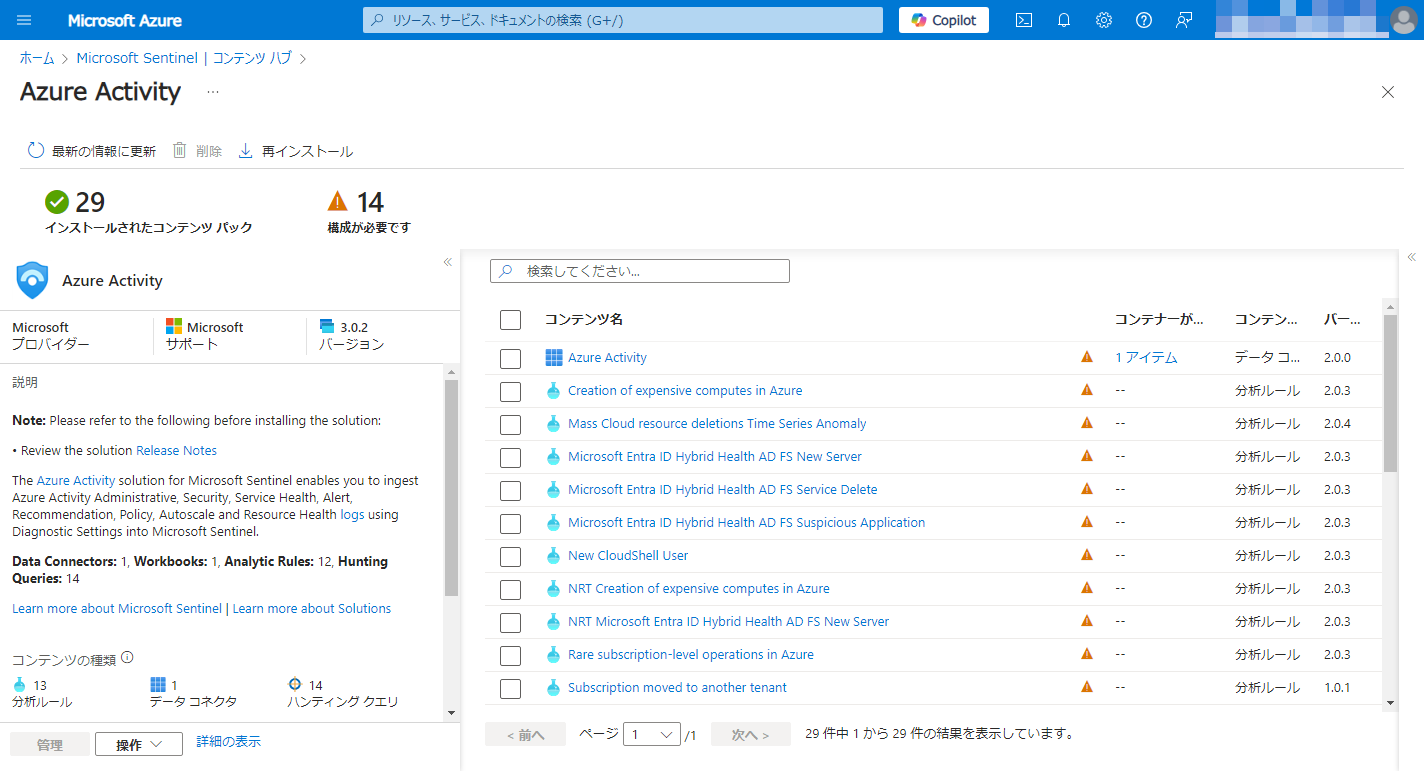 Microsoft Azure
リソース、サービス、ドキュメントの検索 (G+/)
Copilot
ホーム > Microsoft Sentinel | コンテンツ ハブ >
Azure Activity ...
最新の情報に更新 削除 再インストール
29
インストールされたコンテンツ パック
14
構成が必要です
Azure Activity
Microsoft
プロバイダー
Microsoft
サポート
3.0.2
バージョン
説明
Note: Please refer to the following before installing the solution:
• Review the solution Release Notes
The Azure Activity solution for Microsoft Sentinel enables you to ingest
Azure Activity Administrative, Security, Service Health, Alert,
Recommendation, Policy, Autoscale and Resource Health logs using
Diagnostic Settings into Microsoft Sentinel.
Data Connectors: 1, Workbooks: 1, Analytic Rules: 12, Hunting
Queries: 14
Learn more about Microsoft Sentinel | Learn more about Solutions
コンテンツの種類
13
分析ルール
1
データ コネクタ
14
ハンティング クエリ
管理 操作 詳細の表示
検索してください...
コンテンツ名 コンテナーが... コンテン... バー...
Azure Activity 1 アイテム データ コ... 2.0.0
Creation of expensive computes in Azure -- 分析ルール 2.0.3
Mass Cloud resource deletions Time Series Anomaly -- 分析ルール 2.0.4
Microsoft Entra ID Hybrid Health AD FS New Server -- 分析ルール 2.0.3
Microsoft Entra ID Hybrid Health AD FS Service Delete -- 分析ルール 2.0.3
Microsoft Entra ID Hybrid Health AD FS Suspicious Application -- 分析ルール 2.0.3
New CloudShell User -- 分析ルール 2.0.3
NRT Creation of expensive computes in Azure -- 分析ルール 2.0.3
NRT Microsoft Entra ID Hybrid Health AD FS New Server -- 分析ルール 2.0.3
Rare subscription-level operations in Azure -- 分析ルール 2.0.3
Subscription moved to another tenant -- 分析ルール 1.0.1
< 前へ ページ 1 /1 次へ > 29 件中 1 から 29 件の結果を表示しています。